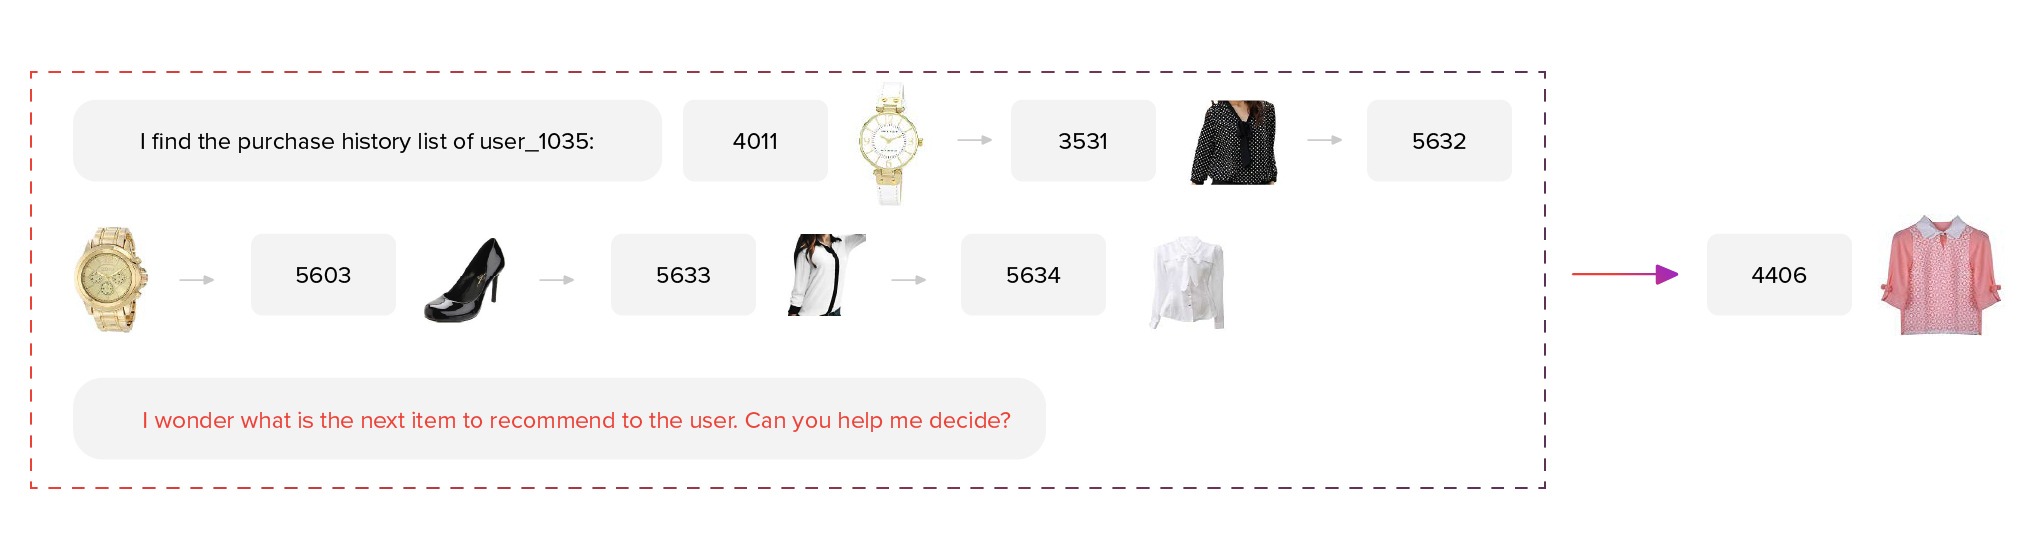 I find the purchase history list of user_1035: 4011 3531 5632
5603 5633 5634
I wonder what is the next item to recommend to the user. Can you help me decide?
4406